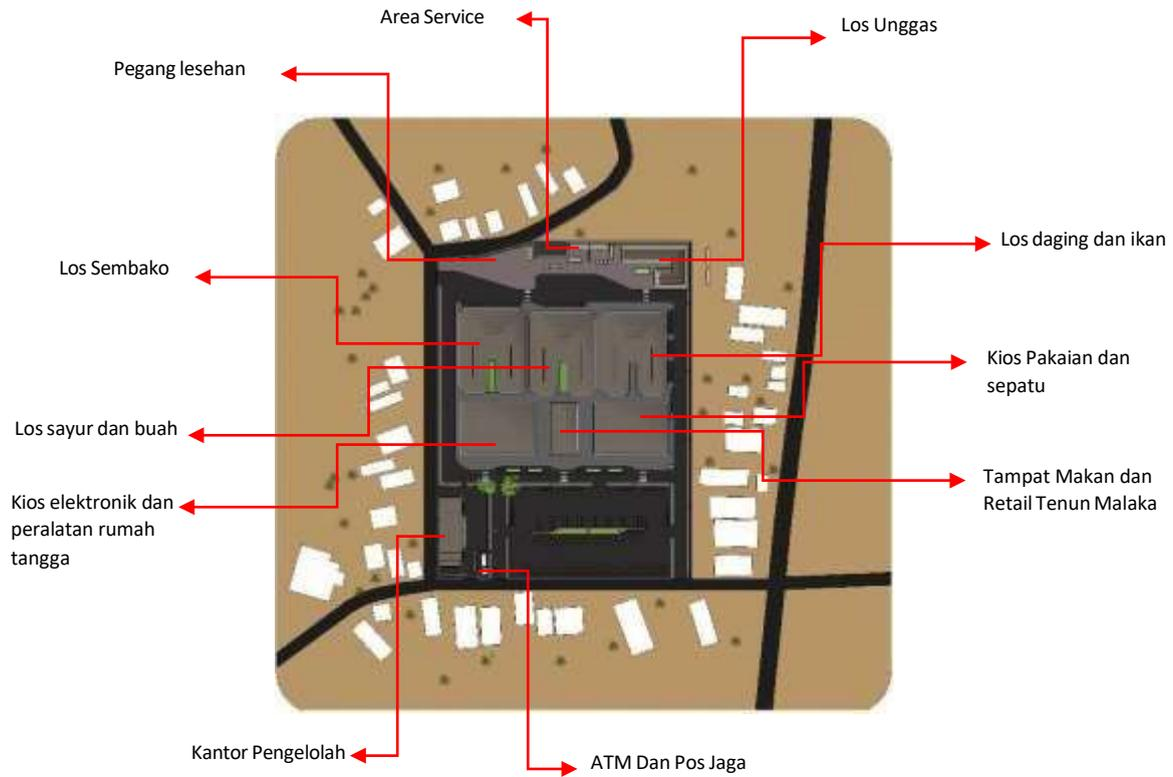 Area Service
Los Unggas
Pegang lesehan
Los daging dan ikan
Los Sembako
Kios Pakaian dan
sepatu
Los sayur dan buah
Tampat Makan dan
Retail Tenun Malaka
Kios elektronik dan
peralatan rumah
tangga
Kantor Pengelolah
ATM Dan Pos Jaga